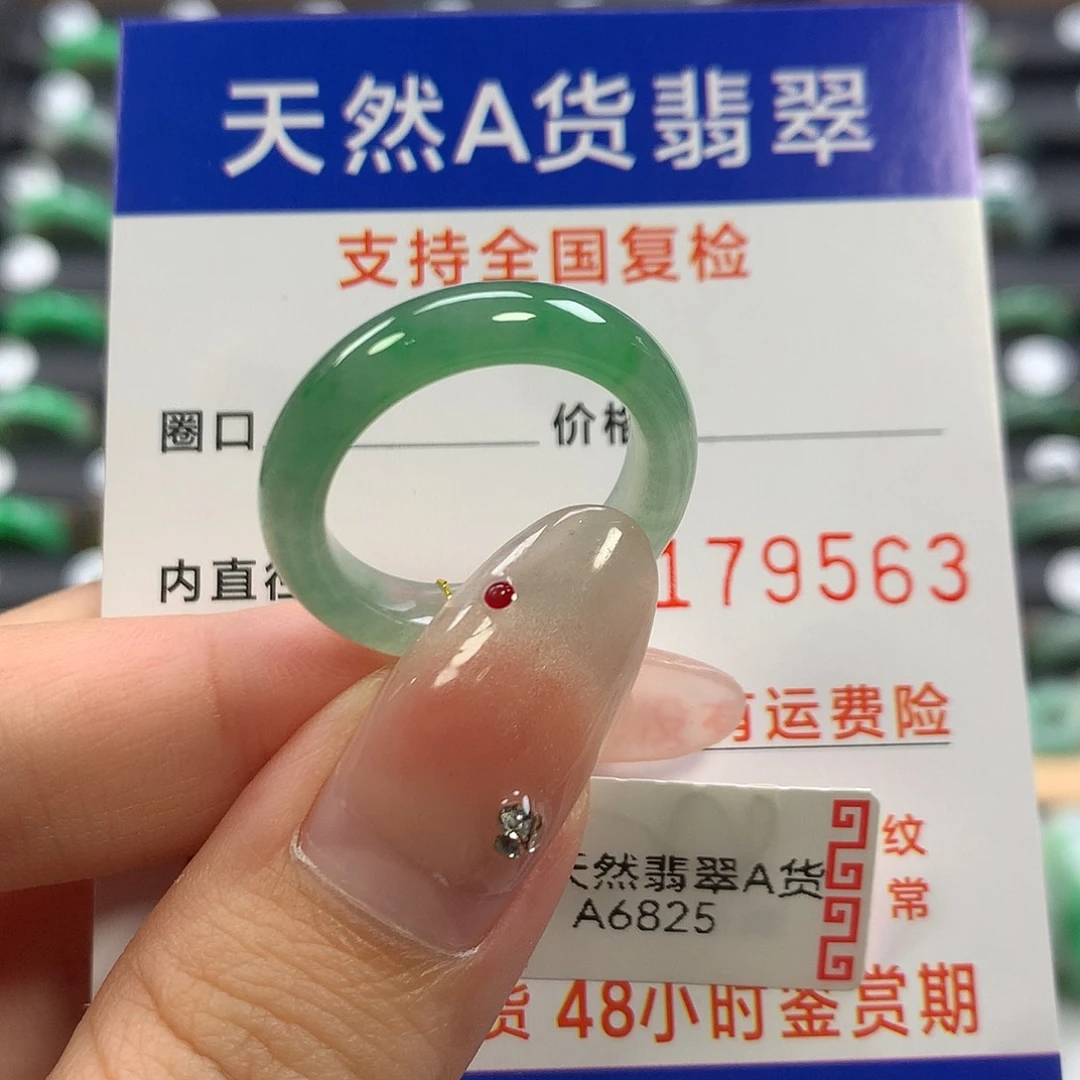 天然A货翡翠
支持全国复检
圈口 价格
内直径 179563
有运费险
天然翡翠A货 纹
A6825 常
货 48小时鉴赏期